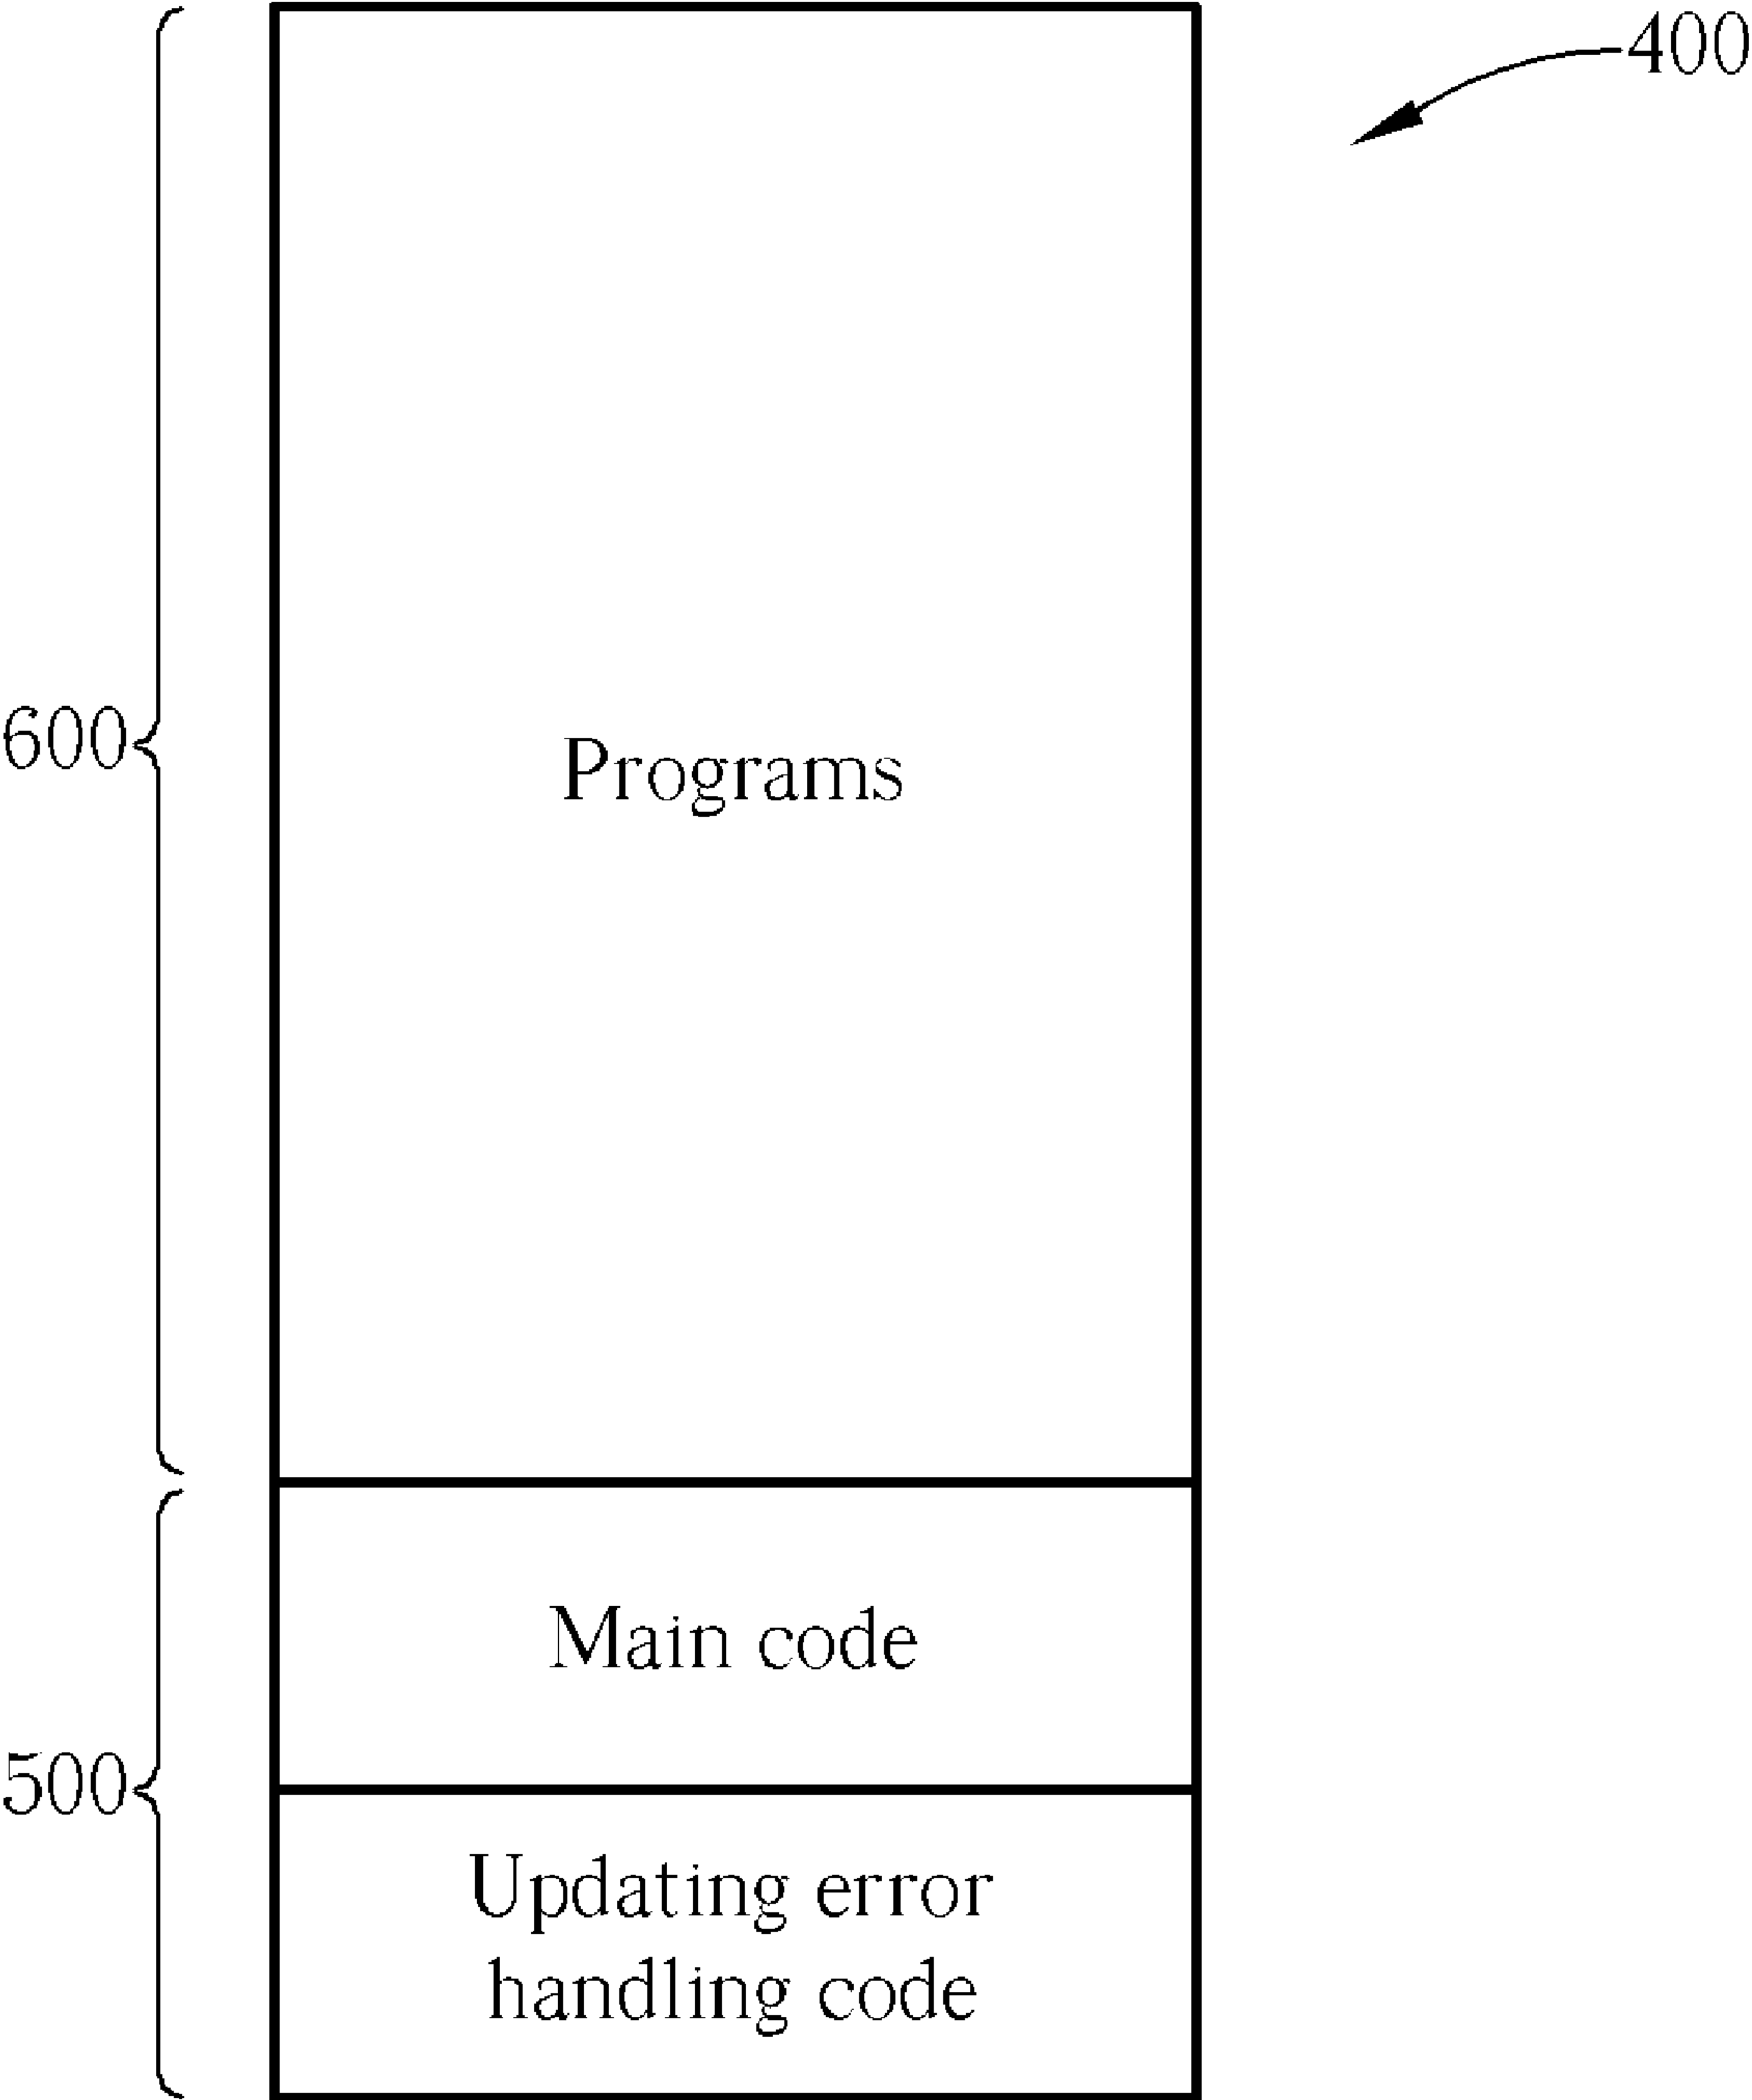 400
600
Programs
Main code
500
Updating error
handling code